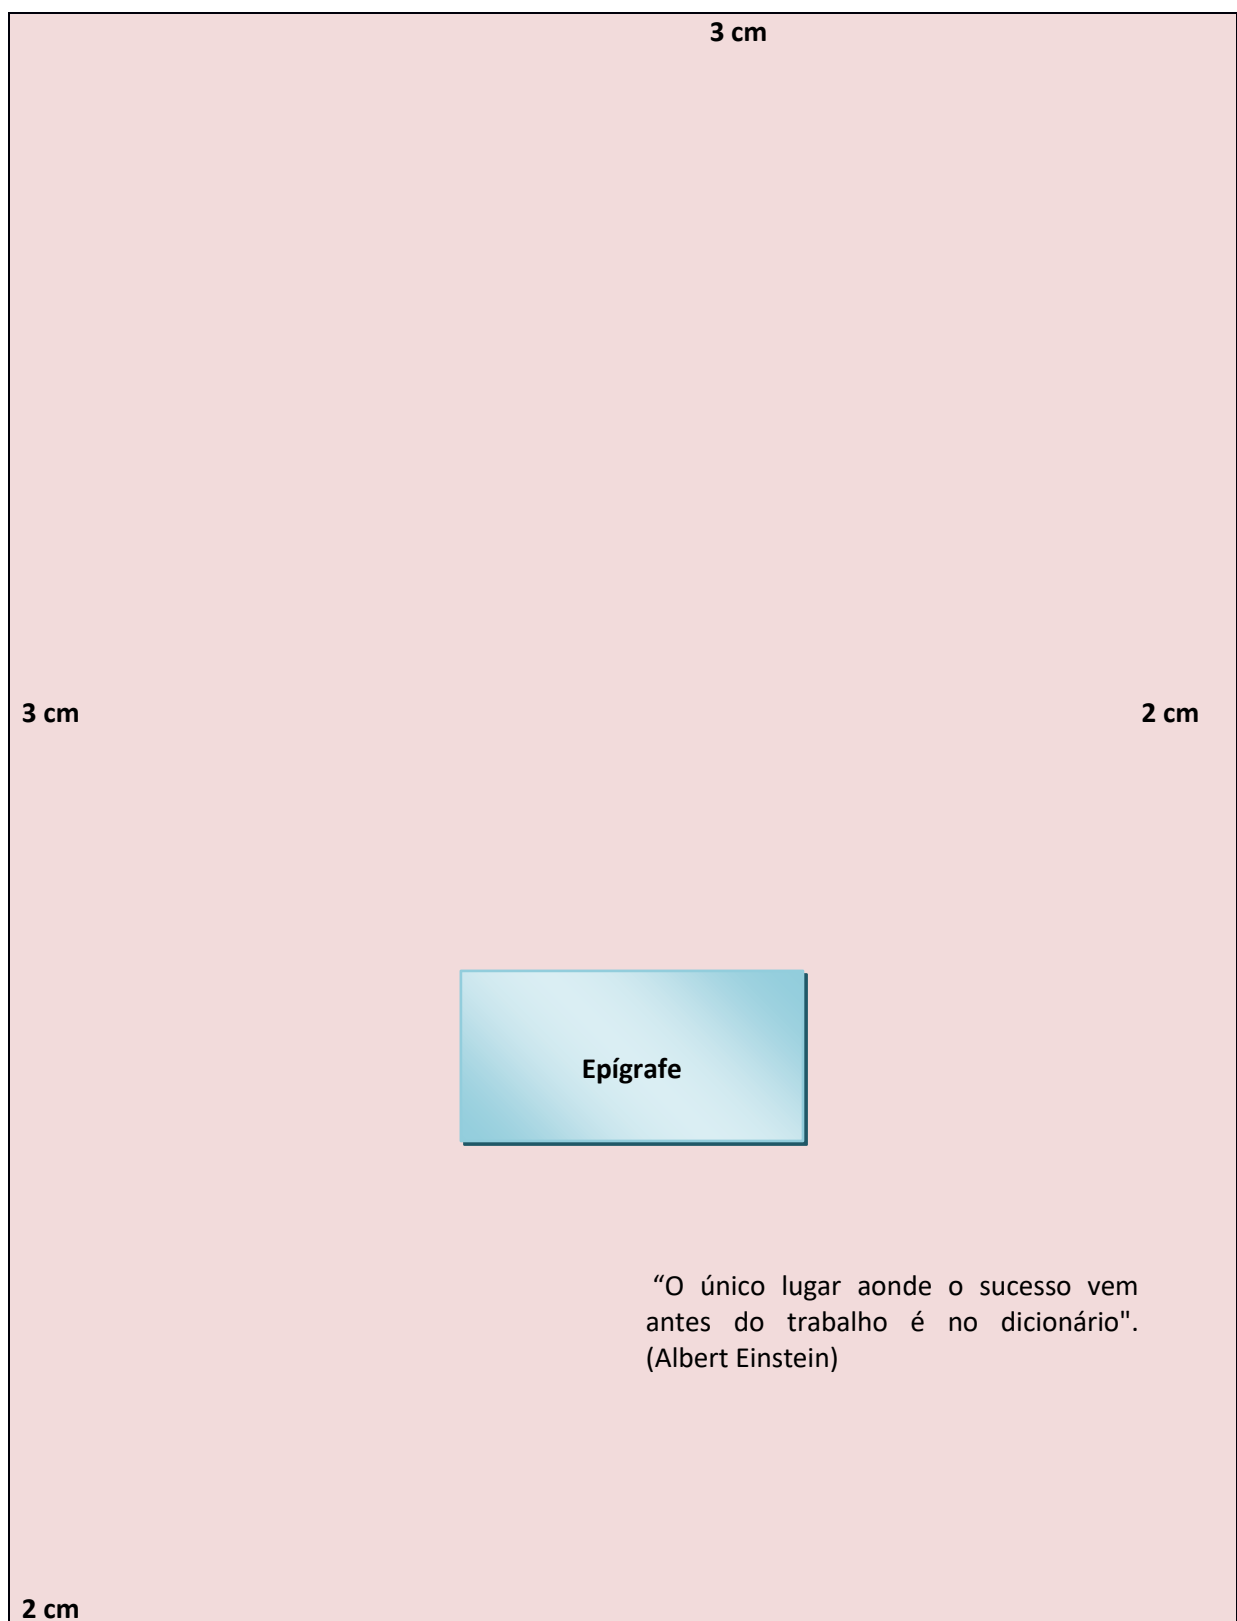 3 cm
3 cm
2 cm
Epígrafe
“O único lugar aonde o sucesso vem
antes do trabalho é no dicionário".
(Albert Einstein)
2 cm